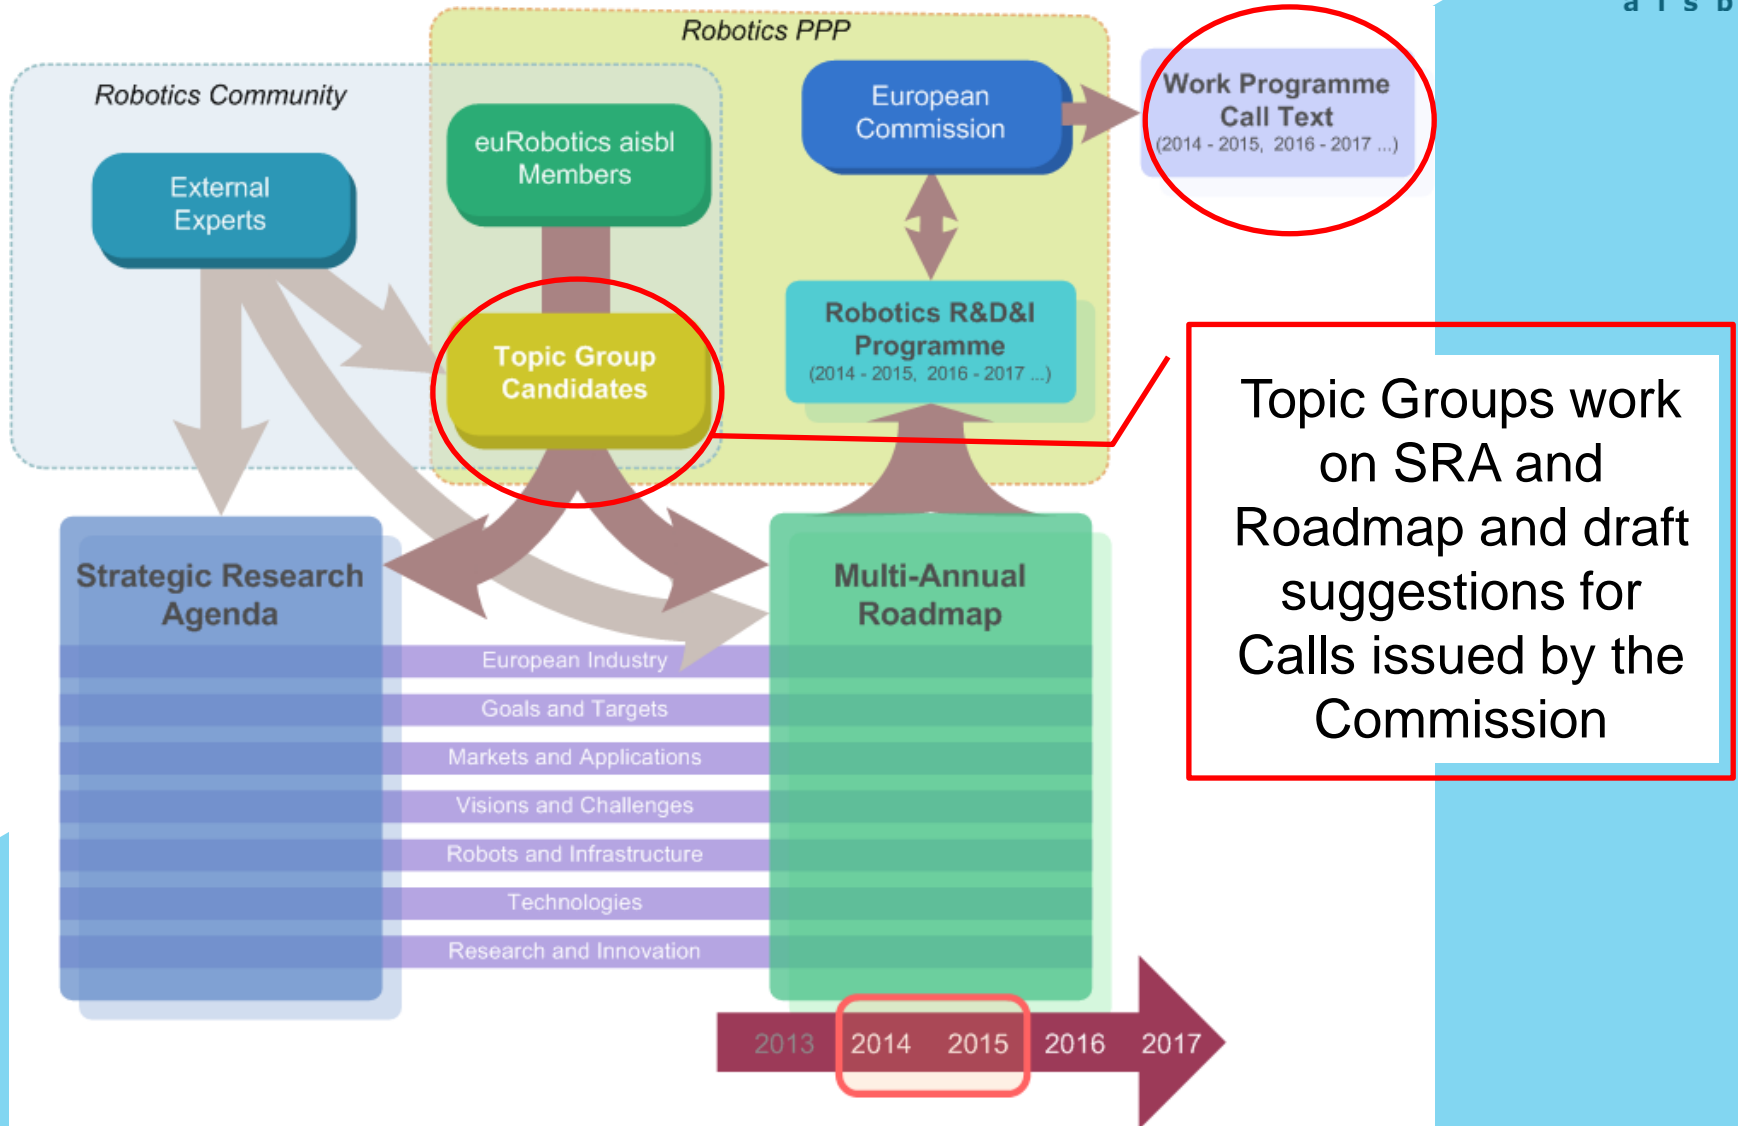 a i s b
Robotics PPP
Robotics Community
External
Experts
euRobotics aisbl
Members
European
Commission
Work Programme
Call Text
(2014 - 2015, 2016 - 2017 ...)
Topic Group
Candidates
Robotics R&D&I
Programme
(2014 - 2015, 2016 - 2017 ...)
Topic Groups work
on SRA and
Roadmap and draft
suggestions for
Calls issued by the
Commission
Strategic Research
Agenda
Multi-Annual
Roadmap
European Industry
Goals and Targets
Markets and Applications
Visions and Challenges
Robots and Infrastructure
Technologies
Research and Innovation
2013 2014 2015 2016 2017